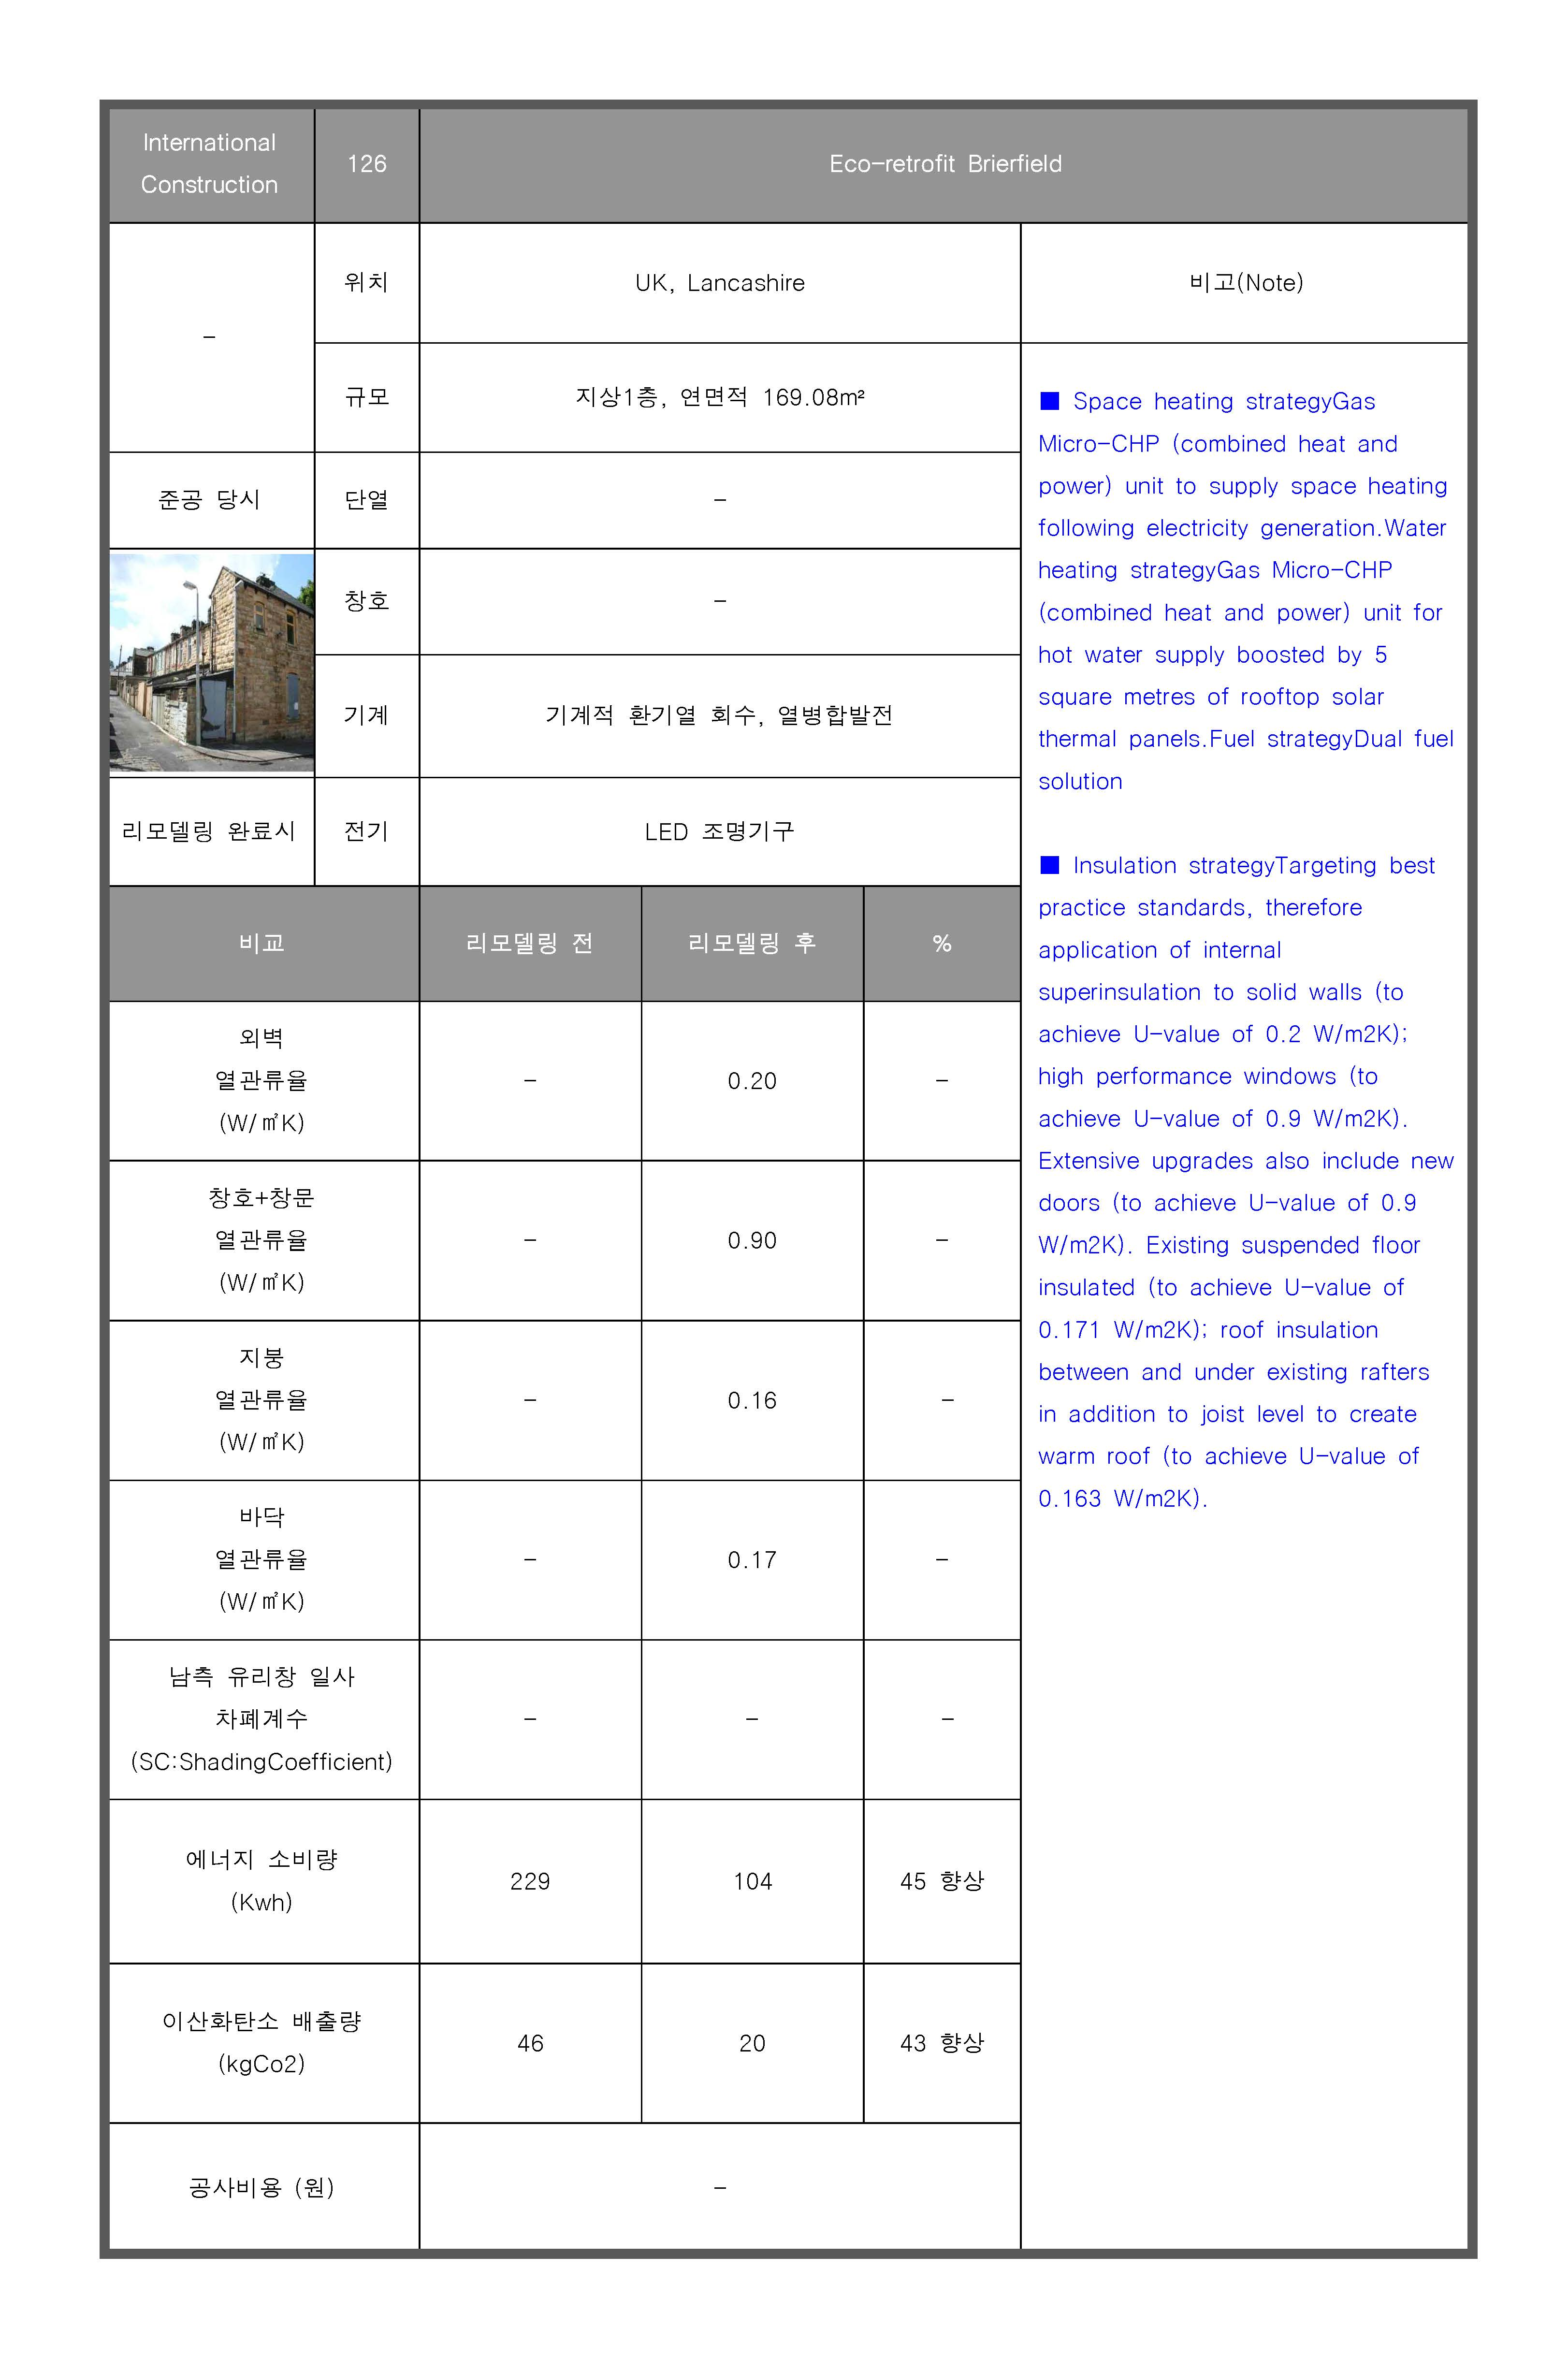 International
Construction
126
Eco-retrofit Brierfield
-
위치
UK, Lancashire
비고(Note)
규모
지상1층, 연면적 169.08m²
준공 당시
단열
-
창호
-
기계
기계적 환기열 회수, 열병합발전
리모델링 완료시
전기
LED 조명기구
■ Space heating strategyGas
Micro-CHP (combined heat and
power) unit to supply space heating
following electricity generation.Water
heating strategyGas Micro-CHP
(combined heat and power) unit for
hot water supply boosted by 5
square metres of rooftop solar
thermal panels.Fuel strategyDual fuel
solution
■ Insulation strategyTargeting best
practice standards, therefore
application of internal
superinsulation to solid walls (to
achieve U-value of 0.2 W/m2K);
high performance windows (to
achieve U-value of 0.9 W/m2K).
Extensive upgrades also include new
doors (to achieve U-value of 0.9
W/m2K). Existing suspended floor
insulated (to achieve U-value of
0.171 W/m2K); roof insulation
between and under existing rafters
in addition to joist level to create
warm roof (to achieve U-value of
0.163 W/m2K).
비교
리모델링 전
리모델링 후
%
외벽
열관류율
(W/㎡K)
-
0.20
-
창호+창문
열관류율
(W/㎡K)
-
0.90
-
지붕
열관류율
(W/㎡K)
-
0.16
-
바닥
열관류율
(W/㎡K)
-
0.17
-
남측 유리창 일사
차폐계수
(SC:ShadingCoefficient)
-
-
-
에너지 소비량
(Kwh)
229
104
45 향상
이산화탄소 배출량
(kgCo2)
46
20
43 향상
공사비용 (원)
-